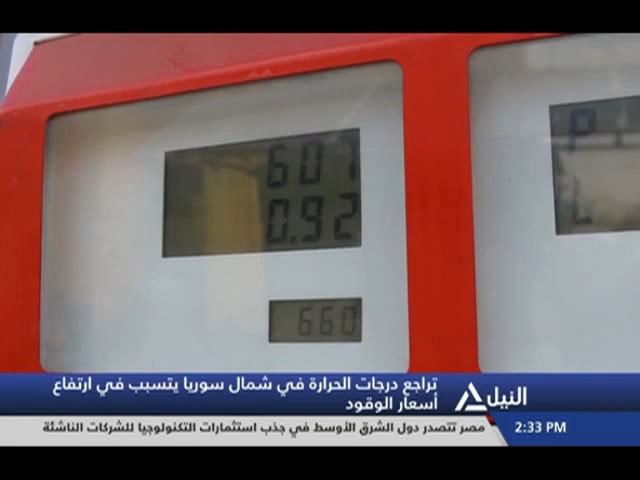 607
0.92
660
P
L
تراجع درجات الحرارة في شمال سوريا يتسبب في ارتفاع
أسعار الوقود
النيل
مصر تتصدر دول الشرق الأوسط في جذب استثمارات التكنولوجيا للشركات الناشئة
2:33 PM